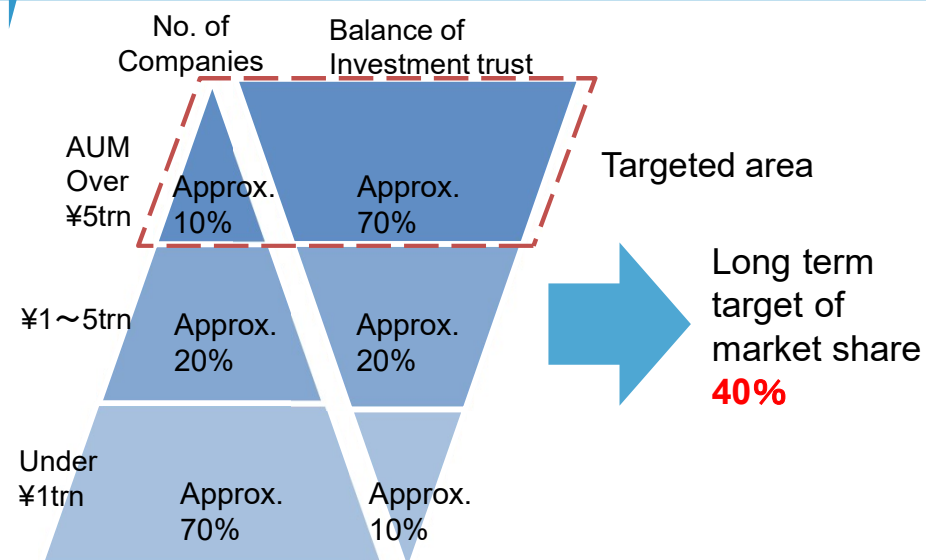 No. of
Companies
Balance of
Investment trust
AUM
Over
¥5trn
Approx.
10%
Approx.
70%
Targeted area
¥1～5trn
Approx.
20%
Approx.
20%
Long term
target of
market share
40%
Under
¥1trn
Approx.
70%
Approx.
10%